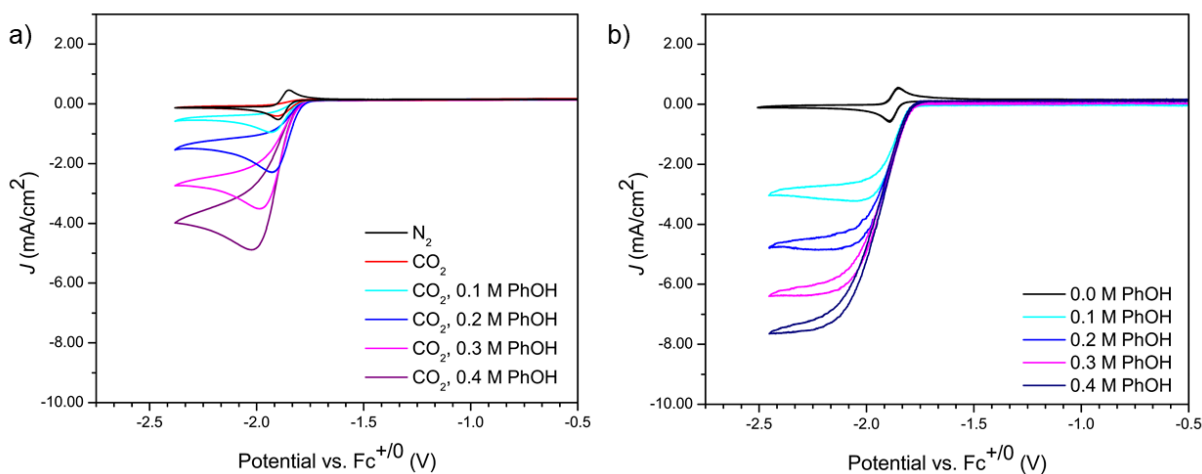 a)
2.00
0.00
-2.00
-4.00
-6.00
-8.00
-10.00
J (mA/cm²)
-2.5
-2.0
-1.5
-1.0
-0.5
Potential vs. Fc⁺/⁰ (V)
N₂
CO₂
CO₂, 0.1 M PhOH
CO₂, 0.2 M PhOH
CO₂, 0.3 M PhOH
CO₂, 0.4 M PhOH
b)
2.00
0.00
-2.00
-4.00
-6.00
-8.00
-10.00
J (mA/cm²)
-2.5
-2.0
-1.5
-1.0
-0.5
Potential vs. Fc⁺/⁰ (V)
0.0 M PhOH
0.1 M PhOH
0.2 M PhOH
0.3 M PhOH
0.4 M PhOH